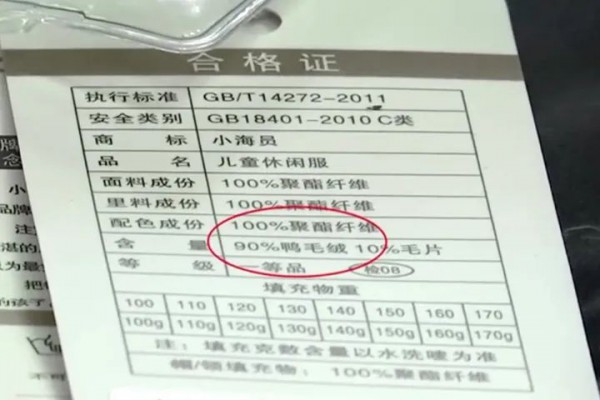 合格证
执行标准 GB/T14272-2011
安全类别 GB18401-2010 C类
商标 小海员
品名 儿童休闲服
面料成份 100%聚酯纤维
里料成份 100%聚酯纤维
配色成份 100%聚酯纤维
含量 90%鸭毛绒 10%毛片
等级 一等品 检08
填充物重
100 110 120 130 140 150 160 170
100g 110g 120g 130g 140g 150g 160g 170g
注：填充克数含量以水洗唛为准
帽/领填充物：100%聚酯纤维